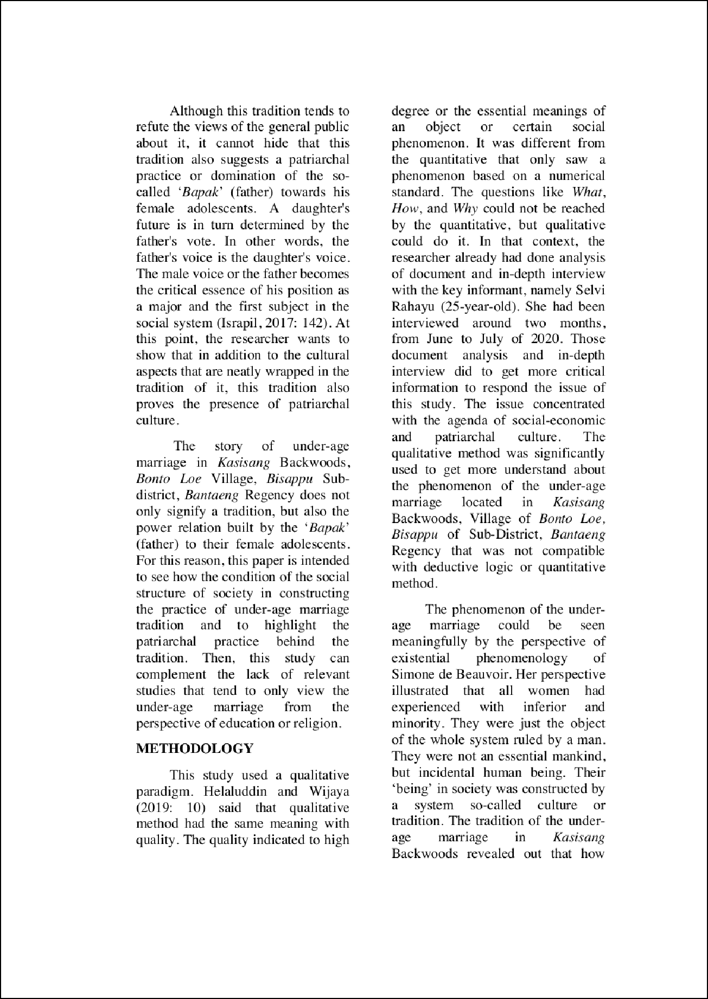 Although this tradition tends to
refute the views of the general public
about it, it cannot hide that this
tradition also suggests a patriarchal
practice or domination of the so-
called ‘Bapak’ (father) towards his
female adolescents. A daughter's
future is in turn determined by the
father's vote. In other words, the
father's voice is the daughter's voice.
The male voice or the father becomes
the critical essence of his position as
a major and the first subject in the
social system (Israpil, 2017: 142). At
this point, the researcher wants to
show that in addition to the cultural
aspects that are neatly wrapped in the
tradition of it, this tradition also
proves the presence of patriarchal
culture.
The story of under-age
marriage in Kasisang Backwoods,
Bonto Loe Village, Bisappu Sub-
district, Bantaeng Regency does not
only signify a tradition, but also the
power relation built by the ‘Bapak’
(father) to their female adolescents.
For this reason, this paper is intended
to see how the condition of the social
structure of society in constructing
the practice of under-age marriage
tradition and to highlight the
patriarchal practice behind the
tradition. Then, this study can
complement the lack of relevant
studies that tend to only view the
under-age marriage from the
perspective of education or religion.
METHODOLOGY
This study used a qualitative
paradigm. Helaluddin and Wijaya
(2019: 10) said that qualitative
method had the same meaning with
quality. The quality indicated to high
degree or the essential meanings of
an object or certain social
phenomenon. It was different from
the quantitative that only saw a
phenomenon based on a numerical
standard. The questions like What,
How, and Why could not be reached
by the quantitative, but qualitative
could do it. In that context, the
researcher already had done analysis
of document and in-depth interview
with the key informant, namely Selvi
Rahayu (25-year-old). She had been
interviewed around two months,
from June to July of 2020. Those
document analysis and in-depth
interview did to get more critical
information to respond the issue of
this study. The issue concentrated
with the agenda of social-economic
and patriarchal culture. The
qualitative method was significantly
used to get more understand about
the phenomenon of the under-age
marriage located in Kasisang
Backwoods, Village of Bonto Loe,
Bisappu of Sub-District, Bantaeng
Regency that was not compatible
with deductive logic or quantitative
method.
The phenomenon of the under-
age marriage could be seen
meaningfully by the perspective of
existential phenomenology of
Simone de Beauvoir. Her perspective
illustrated that all women had
experienced with inferior and
minority. They were just the object
of the whole system ruled by a man.
They were not an essential mankind,
but incidental human being. Their
‘being’ in society was constructed by
a system so-called culture or
tradition. The tradition of the under-
age marriage in Kasisang
Backwoods revealed out that how